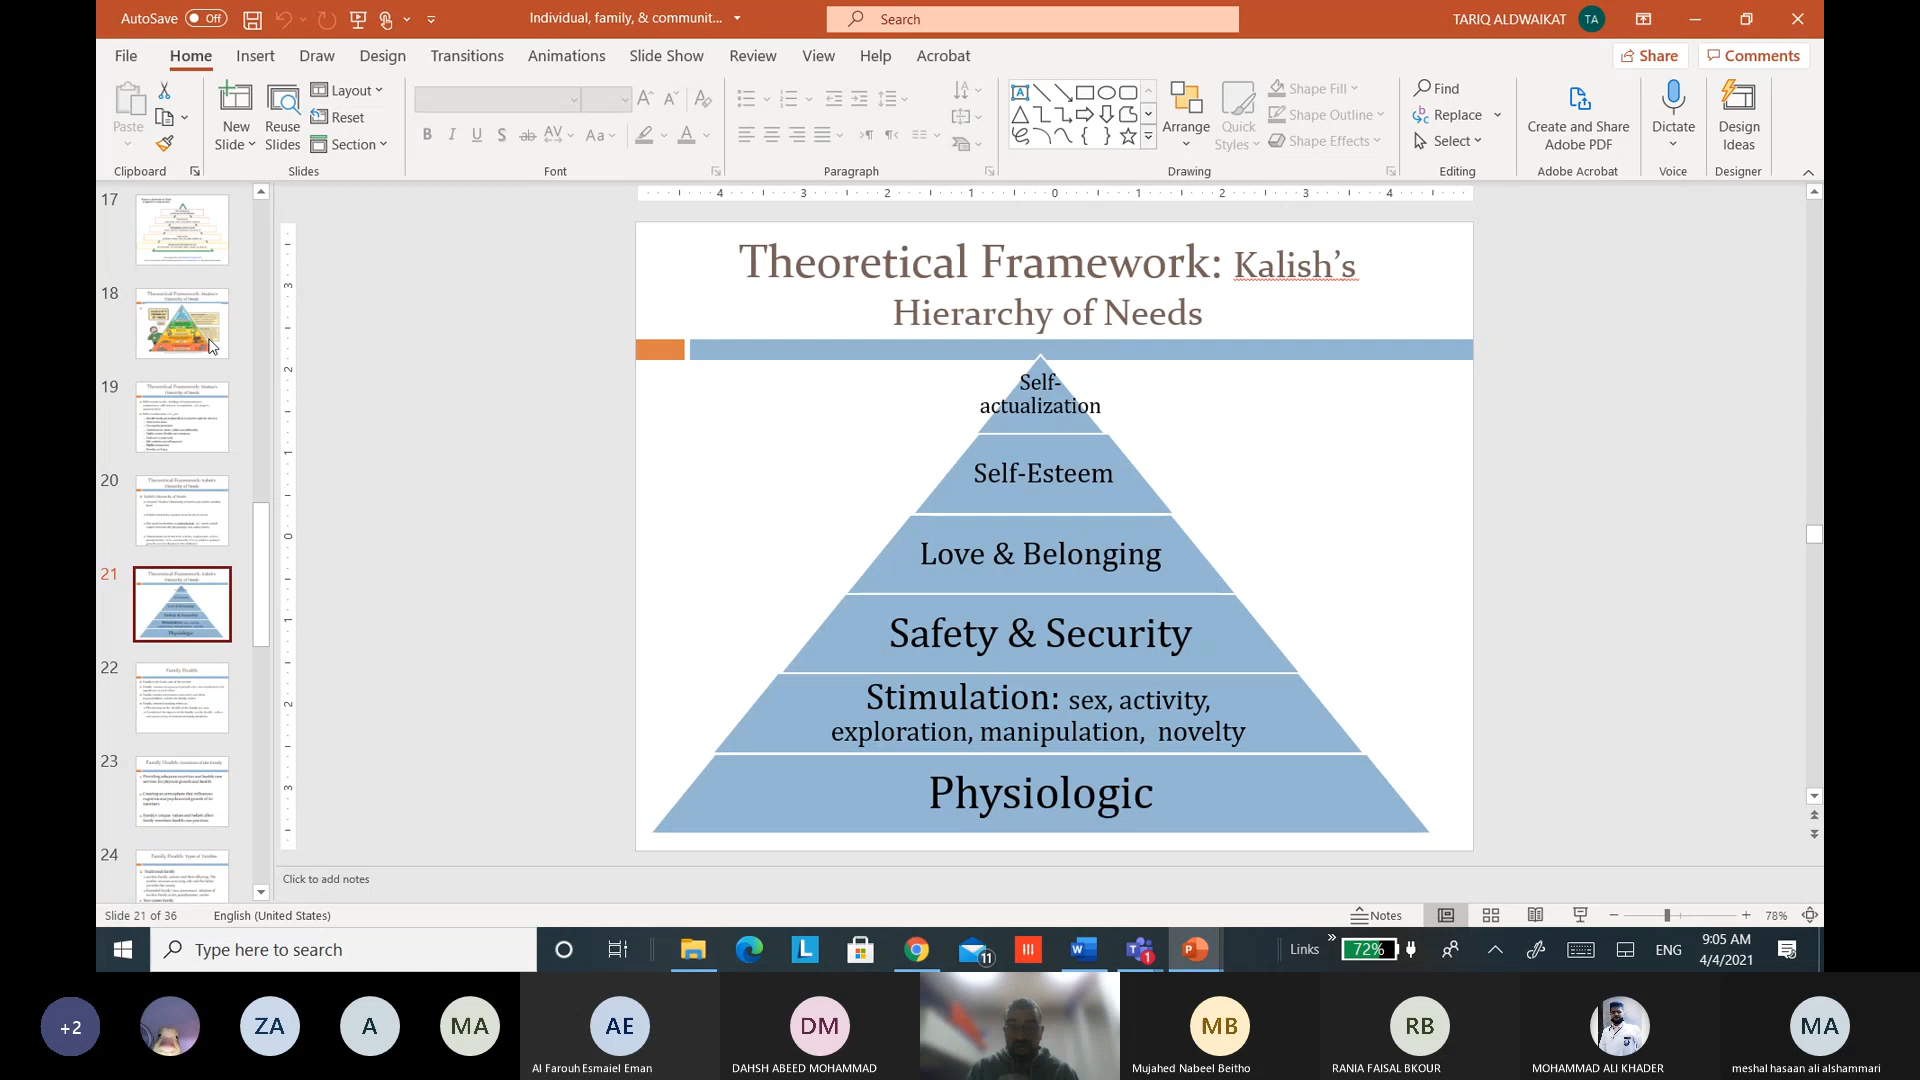 AutoSave Off
Individual, family, & communit...
Search
TARIQ ALDWAIKAT
TA
File
Home
Insert
Draw
Design
Transitions
Animations
Slide Show
Review
View
Help
Acrobat
Share
Comments
Paste
New Slide
Reuse Slides
Layout
Reset
Section
Clipboard
Slides
Font
Paragraph
Arrange
Quick Styles
Shape Fill
Shape Outline
Shape Effects
Drawing
Find
Replace
Select
Editing
Create and Share Adobe PDF
Adobe Acrobat
Dictate
Voice
Design Ideas
Designer
17
18
19
20
21
22
23
24
Theoretical Framework: Kalish's
Hierarchy of Needs
Self-
actualization
Self-Esteem
Love & Belonging
Safety & Security
Stimulation: sex, activity,
exploration, manipulation, novelty
Physiologic
Click to add notes
Slide 21 of 36
English (United States)
Notes
78%
Type here to search
11
1
Links
72%
ENG
9:05 AM
4/4/2021
+2
ZA
A
MA
AE
Al Farouh Esmaiel Eman
DM
DAHSH ABEED MOHAMMAD
MB
Mujahed Nabeel Beitho
RB
RANIA FAISAL BKOUR
MOHAMMAD ALI KHADER
MA
meshal hasaan ali alshammari